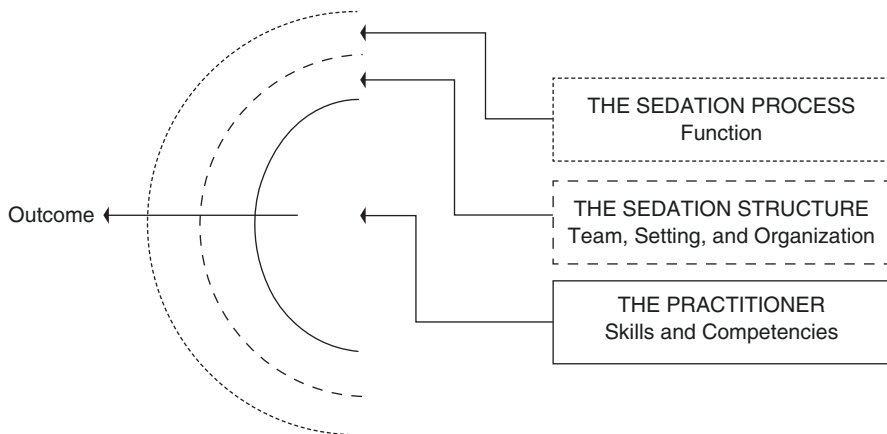 THE SEDATION PROCESS
Function
Outcome
THE SEDATION STRUCTURE
Team, Setting, and Organization
THE PRACTITIONER
Skills and Competencies